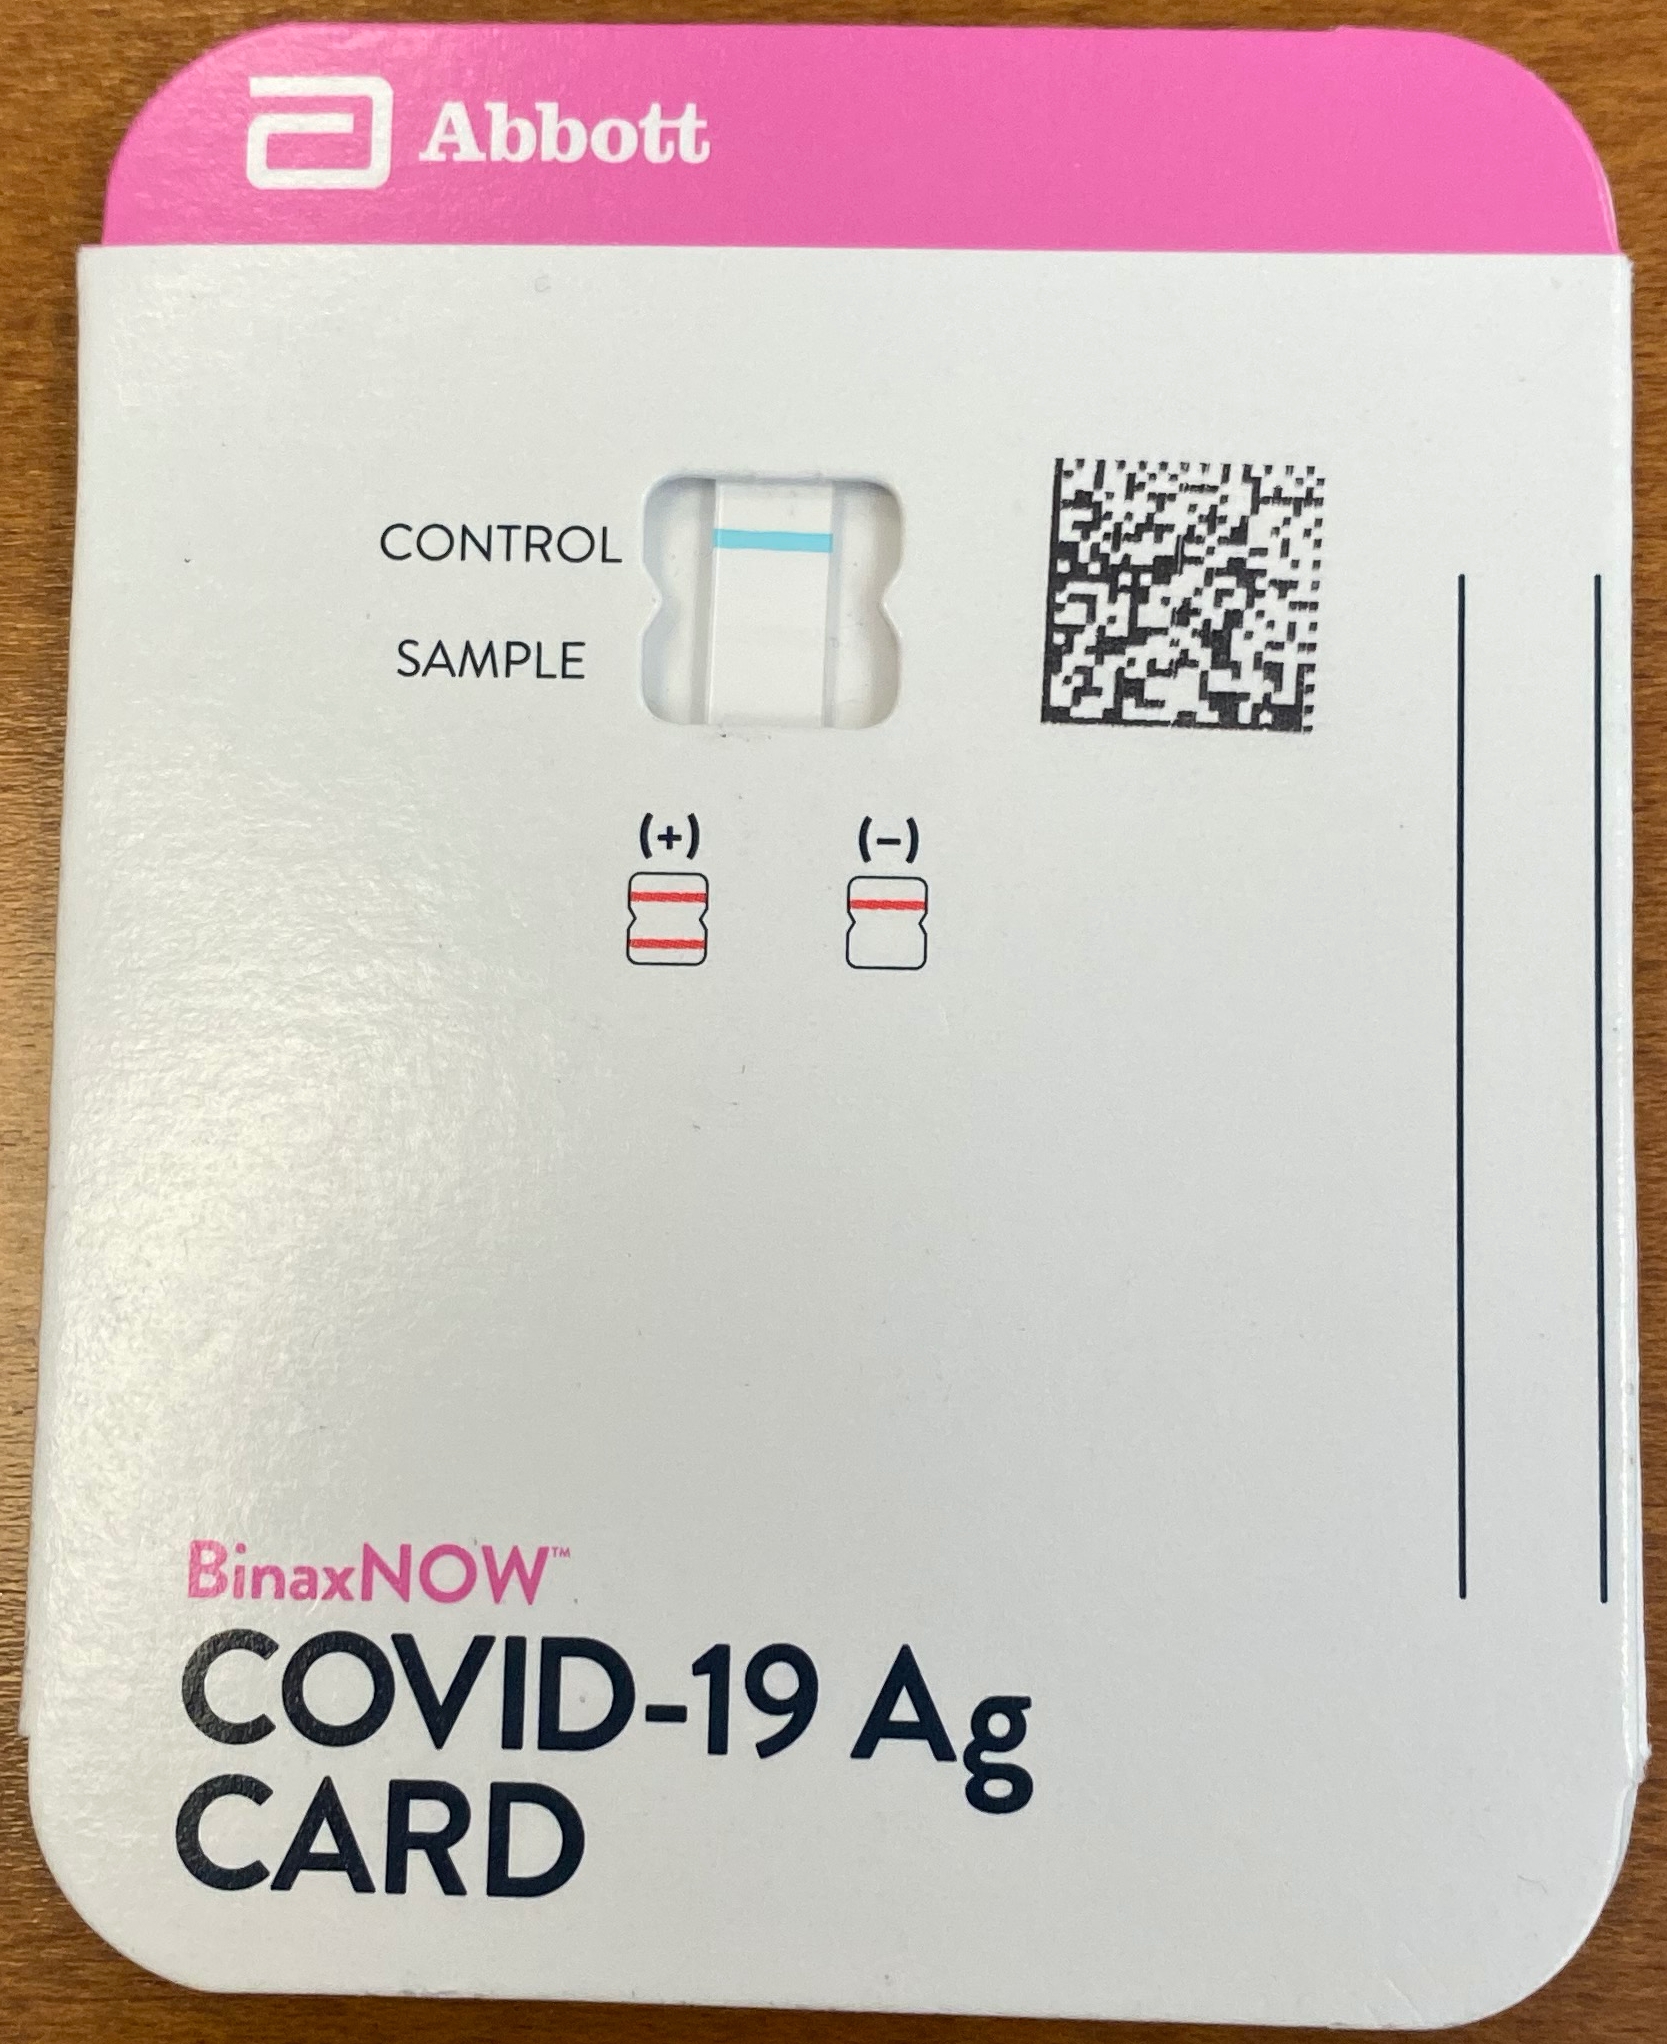 Abbott
CONTROL
SAMPLE
(+) (-)
BinaxNOW™
COVID-19 Ag
CARD